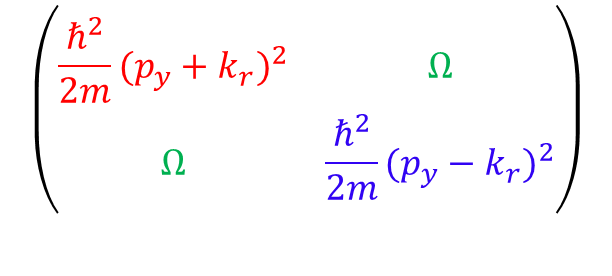 ħ²/2m (p_y + k_r)² Ω
Ω ħ²/2m (p_y − k_r)²